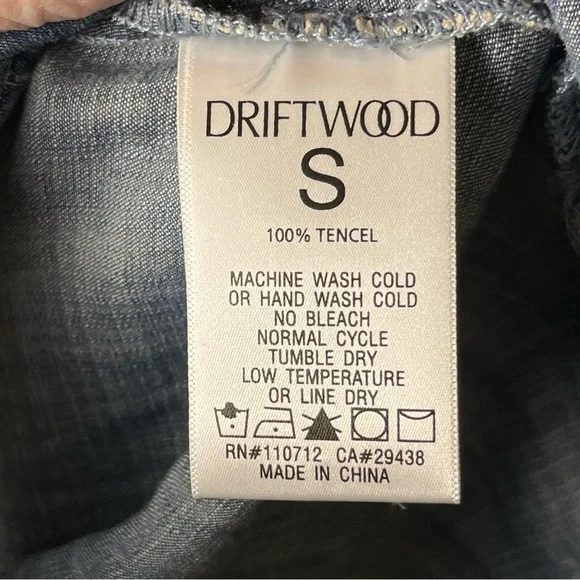 DRIFTWOOD
S
100% TENCEL
MACHINE WASH COLD
OR HAND WASH COLD
NO BLEACH
NORMAL CYCLE
TUMBLE DRY
LOW TEMPERATURE
OR LINE DRY
RN#110712 CA#29438
MADE IN CHINA